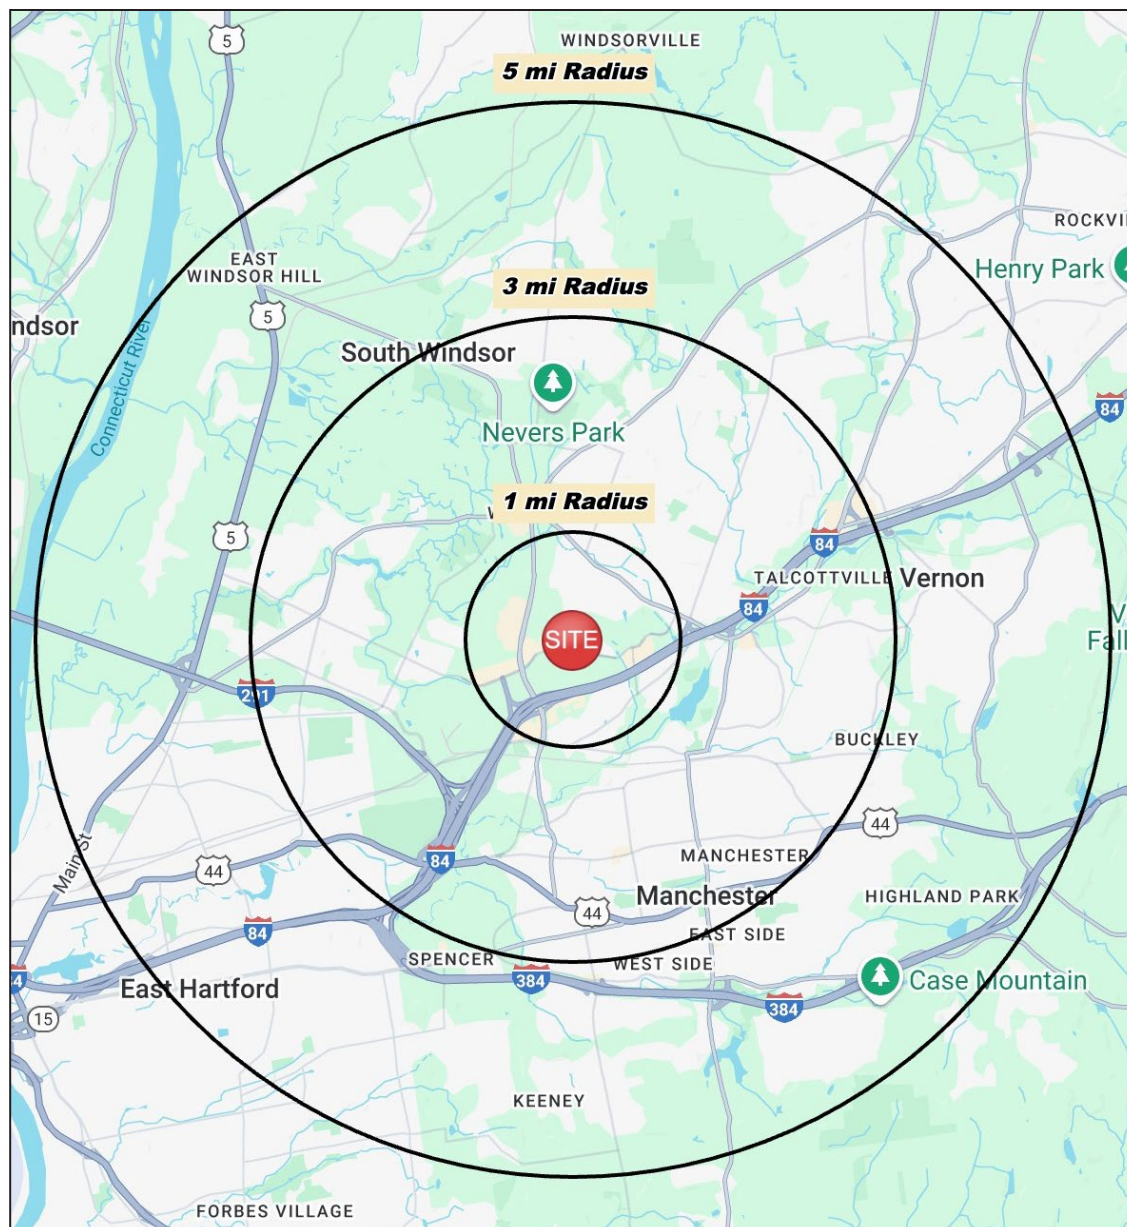 5
WINDSORVILLE
5 mi Radius
ROCKVI
EAST
WINDSOR HILL
Henry Park
3 mi Radius
5
ndsor
South Windsor
Connecticut River
84
Nevers Park
1 mi Radius
W
5
84
TALCOTTVILLE
Vernon
84
SITE
V
Fall
291
BUCKLEY
44
Main St
44
84
MANCHESTER
Manchester
HIGHLAND PARK
44
84
EAST SIDE
SPENCER
WEST SIDE
4
384
Case Mountain
East Hartford
384
15
KEENEY
FORBES VILLAGE